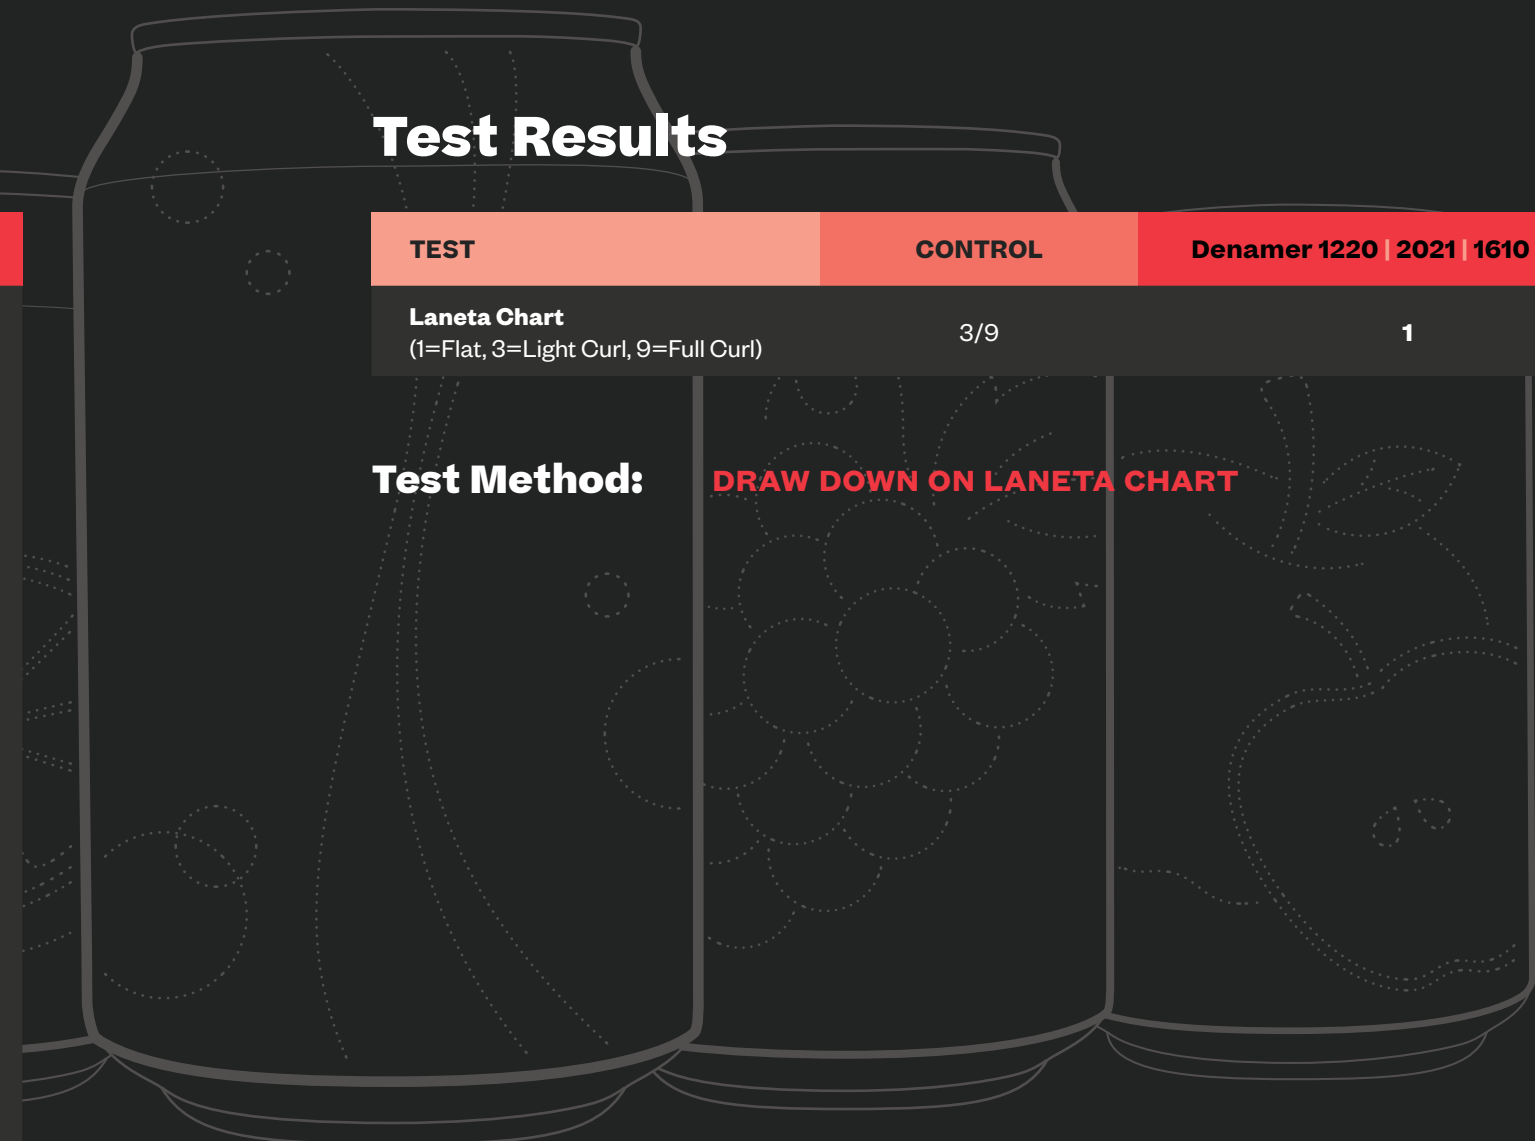 Test Results
TEST CONTROL Denamer 1220 | 2021 | 1610
Laneta Chart
(1=Flat, 3=Light Curl, 9=Full Curl) 3/9 1
Test Method: DRAW DOWN ON LANETA CHART